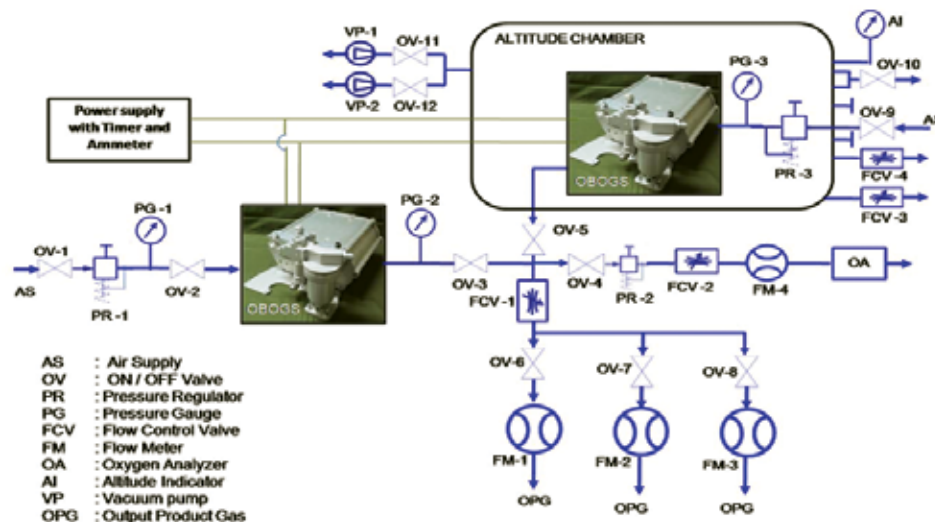 VP-1
OV-11
VP-2
OV-12
ALTITUDE CHAMBER
AI
OV-10
PG-3
OV-9
PR-3
FCV-4
FCV-3
OBOGS
Power supply
with Timer and
Ammeter
PG-1
OV-1
AS
PR-1
OV-2
OBOGS
PG-2
OV-3
OV-5
FCV-1
OV-4
PR-2
FCV-2
FM-4
OA
OV-6
OV-7
OV-8
FM-1
FM-2
FM-3
OPG
OPG
OPG
AS : Air Supply
OV : ON / OFF Valve
PR : Pressure Regulator
PG : Pressure Gauge
FCV : Flow Control Valve
FM : Flow Meter
OA : Oxygen Analyzer
AI : Altitude Indicator
VP : Vacuum pump
OPG : Output Product Gas